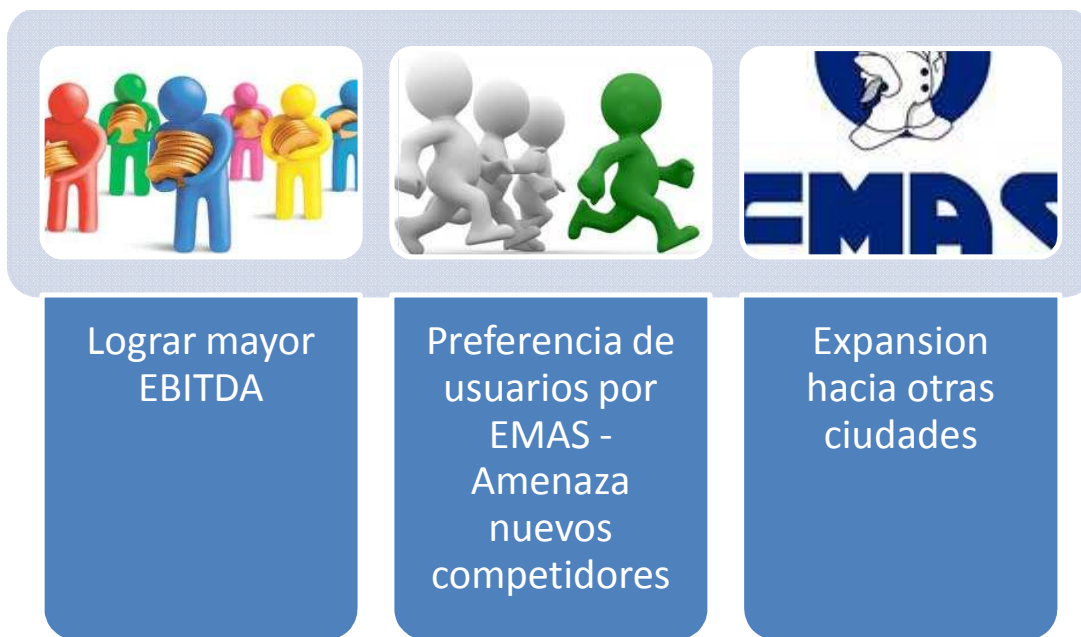 EMAS
Lograr mayor
EBITDA
Preferencia de
usuarios por
EMAS -
Amenaza
nuevos
competidores
Expansion
hacia otras
ciudades